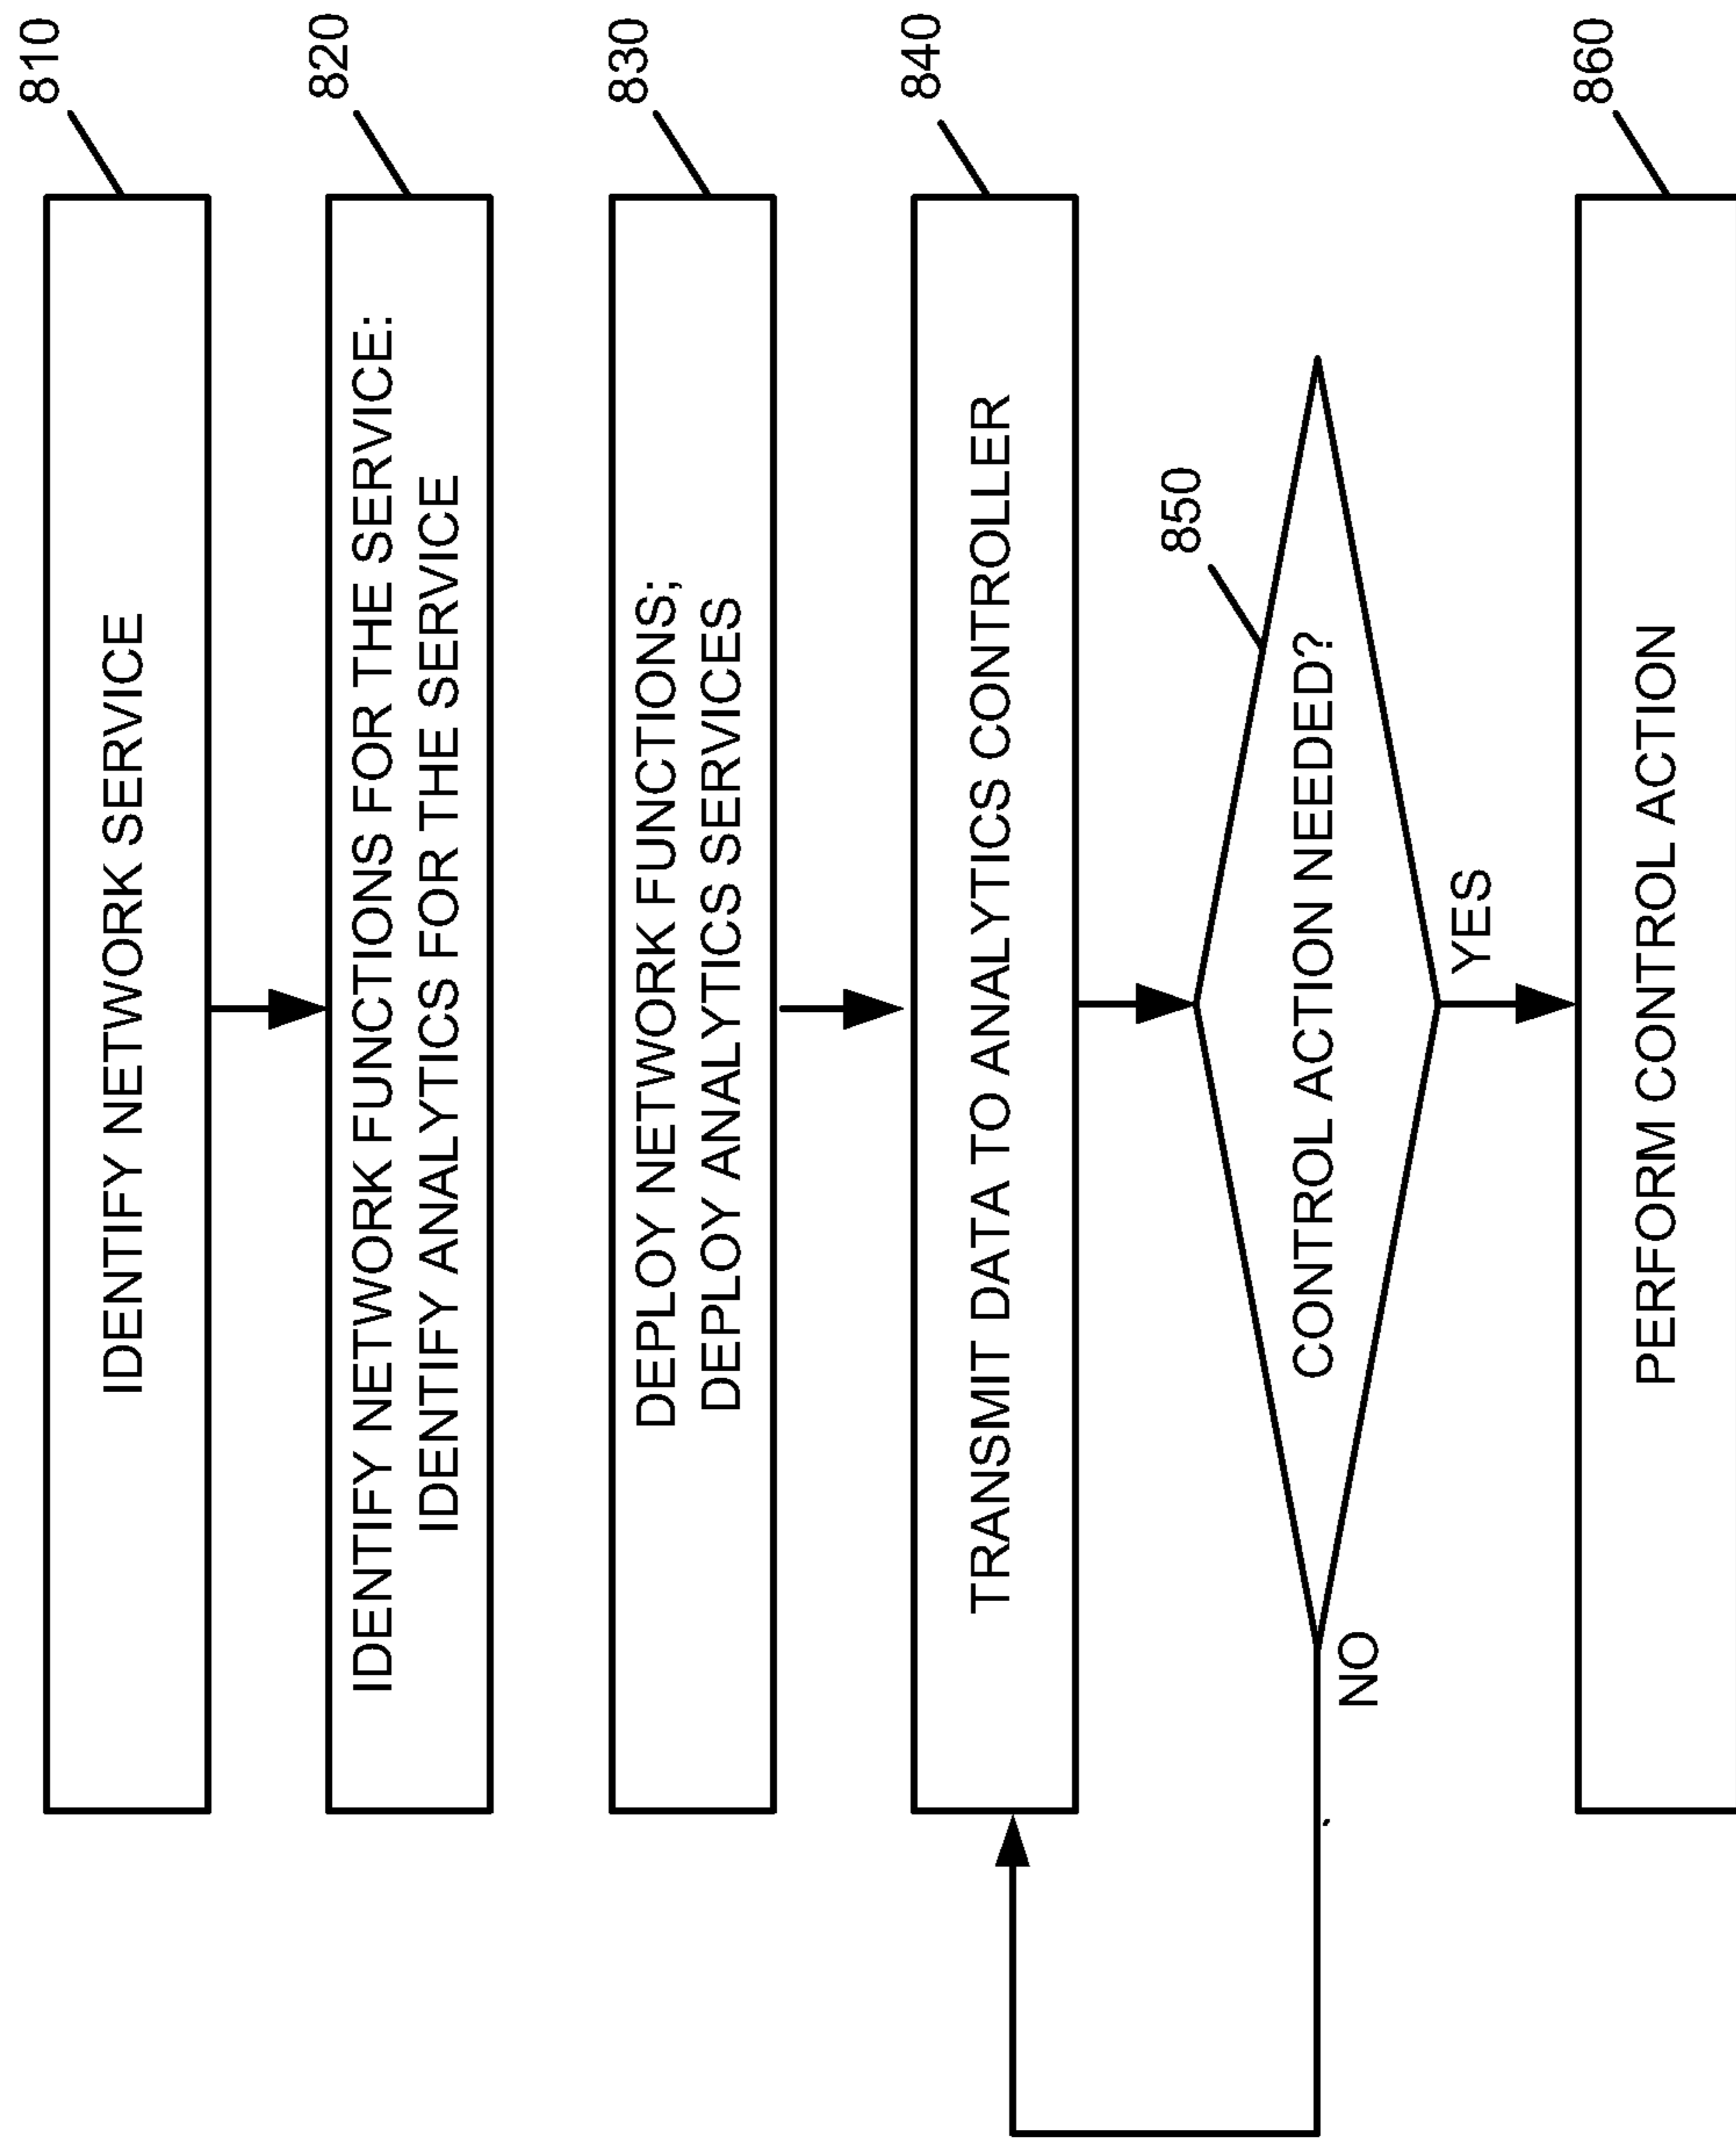 810
IDENTIFY NETWORK SERVICE
820
IDENTIFY NETWORK FUNCTIONS FOR THE SERVICE:
IDENTIFY ANALYTICS FOR THE SERVICE
830
DEPLOY NETWORK FUNCTIONS;
DEPLOY ANALYTICS SERVICES
840
TRANSMIT DATA TO ANALYTICS CONTROLLER
850
CONTROL ACTION NEEDED?
NO
YES
860
PERFORM CONTROL ACTION